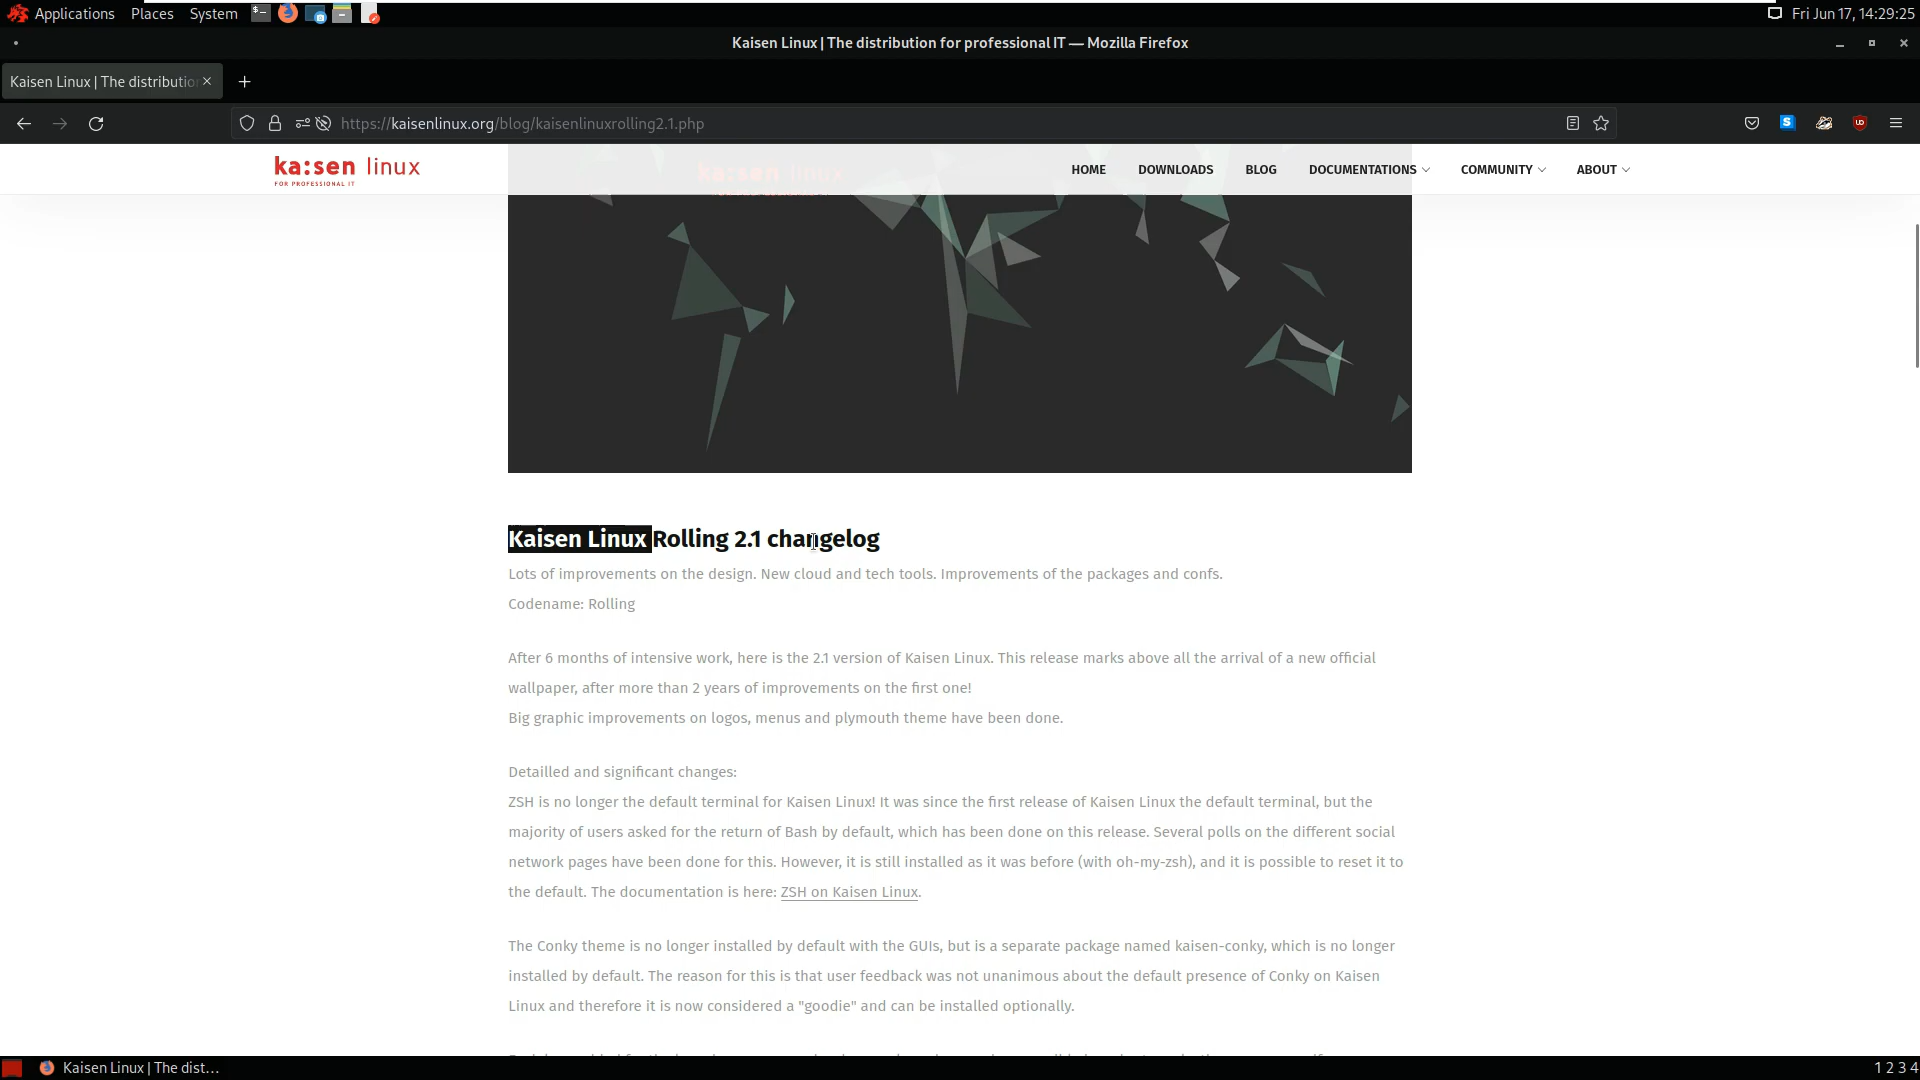 Applications Places System
Fri Jun 17, 14:29:25
Kaisen Linux | The distribution for professional IT — Mozilla Firefox
Kaisen Linux | The distributio
https://kaisenlinux.org/blog/kaisenlinuxrolling2.1.php
ka:sen linux
FOR PROFESSIONAL IT
ka:sen linux
HOME DOWNLOADS BLOG DOCUMENTATIONS COMMUNITY ABOUT
Kaisen Linux Rolling 2.1 changelog
Lots of improvements on the design. New cloud and tech tools. Improvements of the packages and confs.
Codename: Rolling
After 6 months of intensive work, here is the 2.1 version of Kaisen Linux. This release marks above all the arrival of a new official
wallpaper, after more than 2 years of improvements on the first one!
Big graphic improvements on logos, menus and plymouth theme have been done.
Detailled and significant changes:
ZSH is no longer the default terminal for Kaisen Linux! It was since the first release of Kaisen Linux the default terminal, but the
majority of users asked for the return of Bash by default, which has been done on this release. Several polls on the different social
network pages have been done for this. However, it is still installed as it was before (with oh-my-zsh), and it is possible to reset it to
the default. The documentation is here: ZSH on Kaisen Linux.
The Conky theme is no longer installed by default with the GUIs, but is a separate package named kaisen-conky, which is no longer
installed by default. The reason for this is that user feedback was not unanimous about the default presence of Conky on Kaisen
Linux and therefore it is now considered a "goodie" and can be installed optionally.
Kaisen Linux | The dist...
1 2 3 4